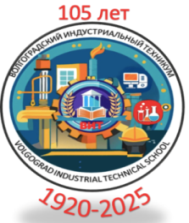 105 лет
ВОЛГОГРАДСКИЙ ИНДУСТРИАЛЬНЫЙ ТЕХНИКУМ
VOLGOGRAD INDUSTRIAL TECHNICAL SCHOOL
1920-2025